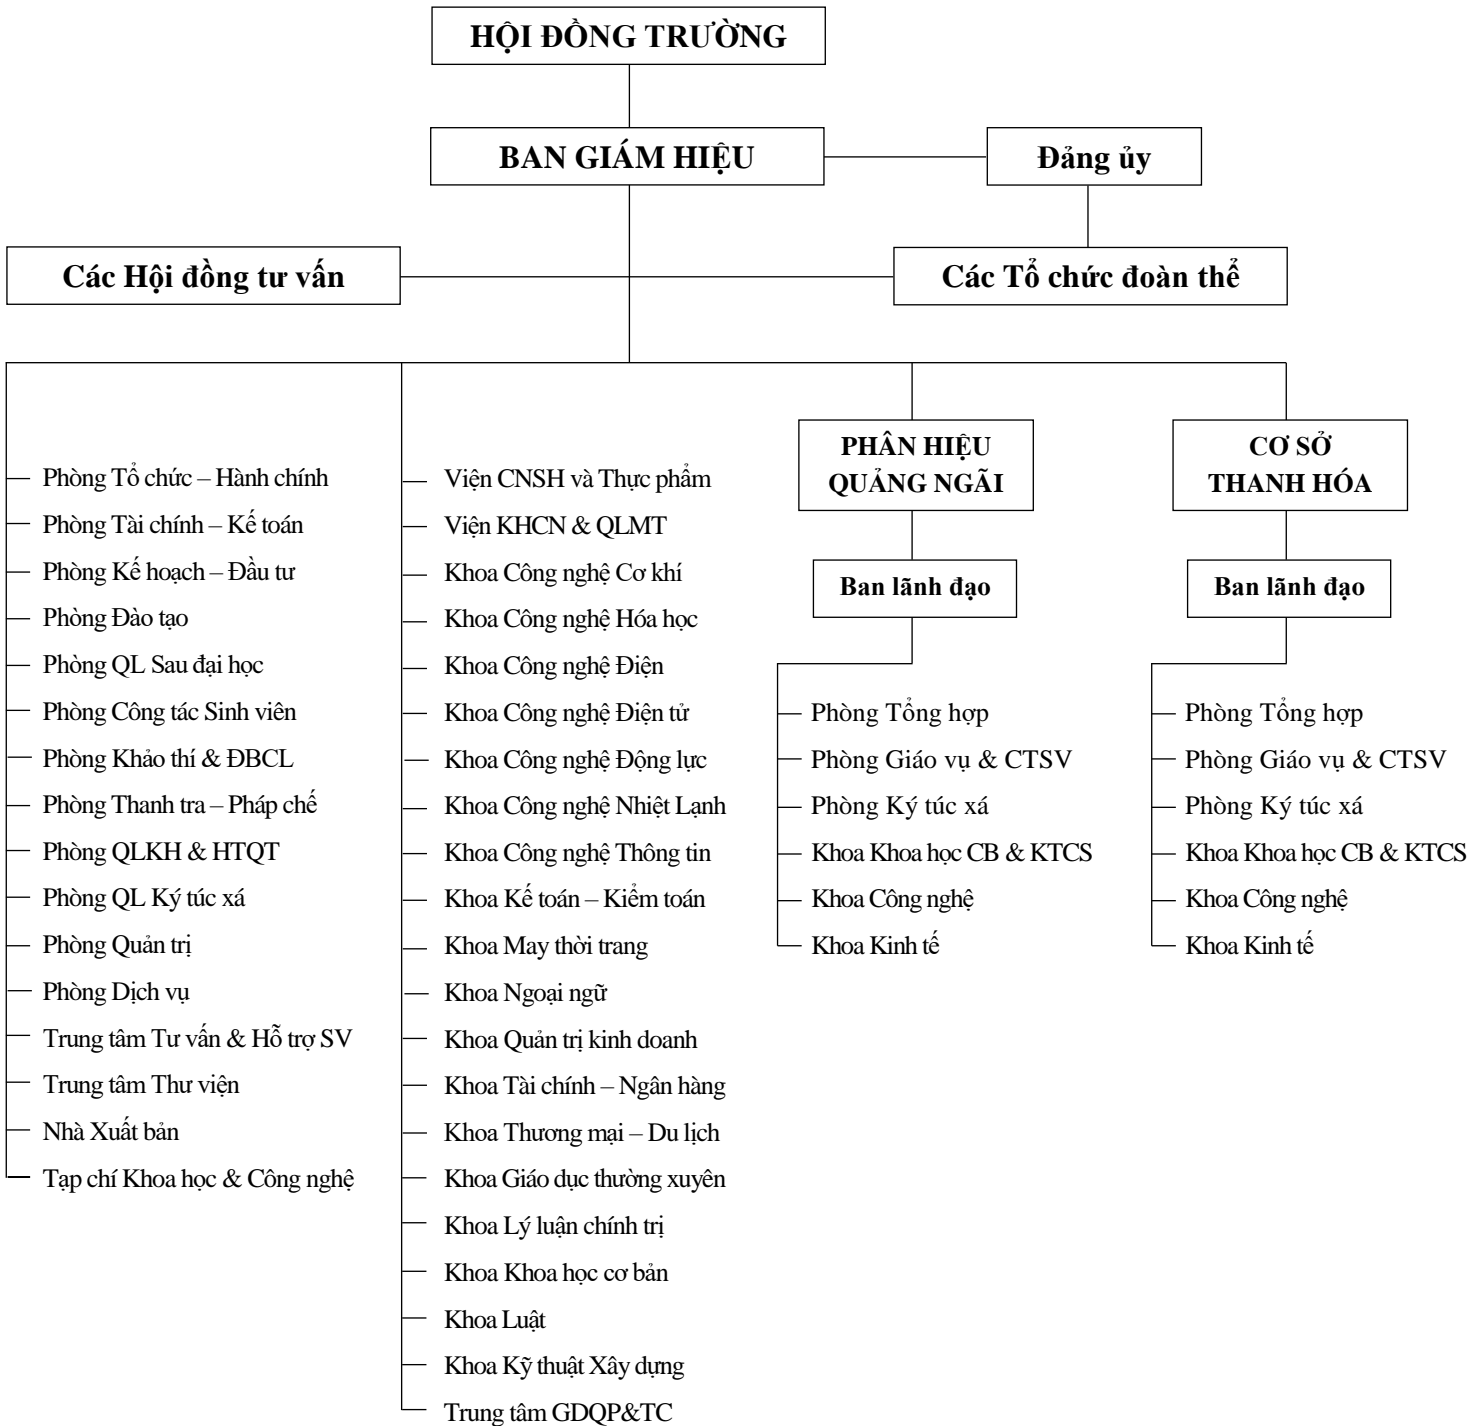 HỘI ĐỒNG TRƯỜNG
BAN GIÁM HIỆU
Đảng ủy
Các Hội đồng tư vấn
Các Tổ chức đoàn thể
Phòng Tổ chức – Hành chính
Phòng Tài chính – Kế toán
Phòng Kế hoạch – Đầu tư
Phòng Đào tạo
Phòng QL Sau đại học
Phòng Công tác Sinh viên
Phòng Khảo thí & ĐBCL
Phòng Thanh tra – Pháp chế
Phòng QLKH & HTQT
Phòng QL Ký túc xá
Phòng Quản trị
Phòng Dịch vụ
Trung tâm Tư vấn & Hỗ trợ SV
Trung tâm Thư viện
Nhà Xuất bản
Tạp chí Khoa học & Công nghệ
Viện CNSH và Thực phẩm
Viện KHCN & QLMT
Khoa Công nghệ Cơ khí
Khoa Công nghệ Hóa học
Khoa Công nghệ Điện
Khoa Công nghệ Điện tử
Khoa Công nghệ Động lực
Khoa Công nghệ Nhiệt Lạnh
Khoa Công nghệ Thông tin
Khoa Kế toán – Kiểm toán
Khoa May thời trang
Khoa Ngoại ngữ
Khoa Quản trị kinh doanh
Khoa Tài chính – Ngân hàng
Khoa Thương mại – Du lịch
Khoa Giáo dục thường xuyên
Khoa Lý luận chính trị
Khoa Khoa học cơ bản
Khoa Luật
Khoa Kỹ thuật Xây dựng
Trung tâm GDQP&TC
PHÂN HIỆU
QUẢNG NGÃI
Ban lãnh đạo
Phòng Tổng hợp
Phòng Giáo vụ & CTSV
Phòng Ký túc xá
Khoa Khoa học CB & KTCS
Khoa Công nghệ
Khoa Kinh tế
CƠ SỞ
THANH HÓA
Ban lãnh đạo
Phòng Tổng hợp
Phòng Giáo vụ & CTSV
Phòng Ký túc xá
Khoa Khoa học CB & KTCS
Khoa Công nghệ
Khoa Kinh tế